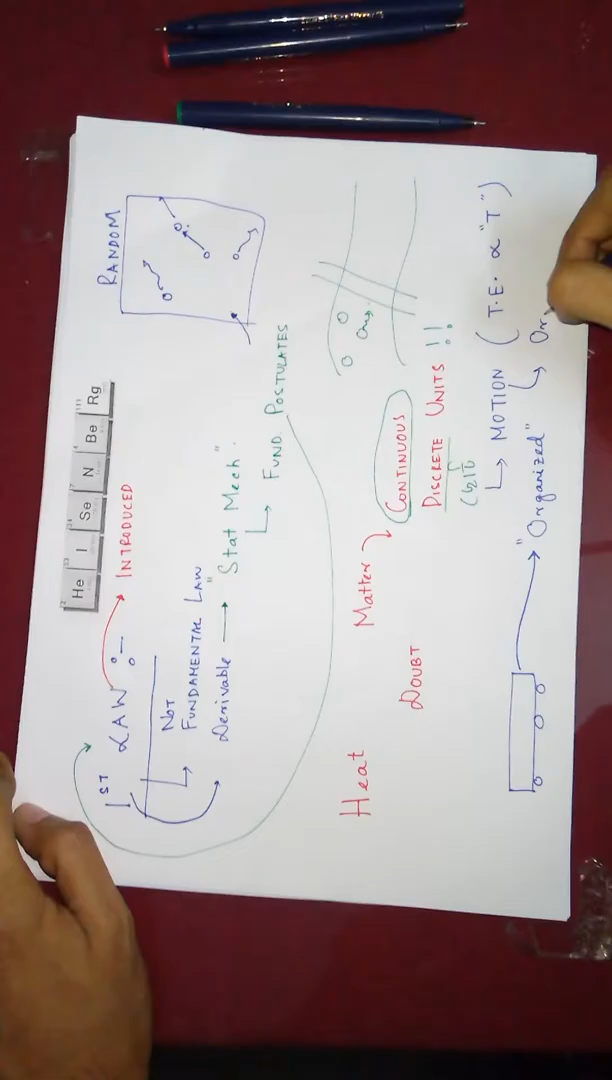 He I Se N Be Rg
1ST LAW :-
INTRODUCED
NOT
FUNDAMENTAL LAW
Derivable → "Stat Mech".
FUND. POSTULATES
RANDOM
Heat Matter
CONTINUOUS
DOUBT
DISCRETE UNITS !!
MOTION (T.E. α "T")
"Organized"
Or